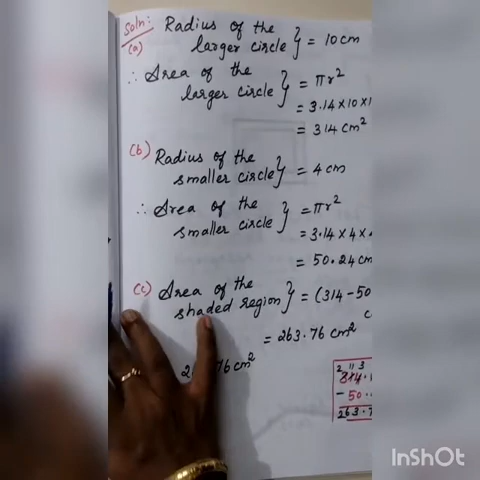 Soln:
(a) Radius of the
larger circle } = 10 cm
∴ Area of the
larger circle } = πr²
= 3.14 × 10 × 1
= 314 cm²
(b) Radius of the
smaller circle } = 4 cm
∴ Area of the
smaller circle } = πr²
= 3.14 × 4 ×
= 50.24 cm
(c) Area of the
shaded region } = (314 - 50
= 263.76 cm²
76 cm²
- 50.
263.7
InShOt